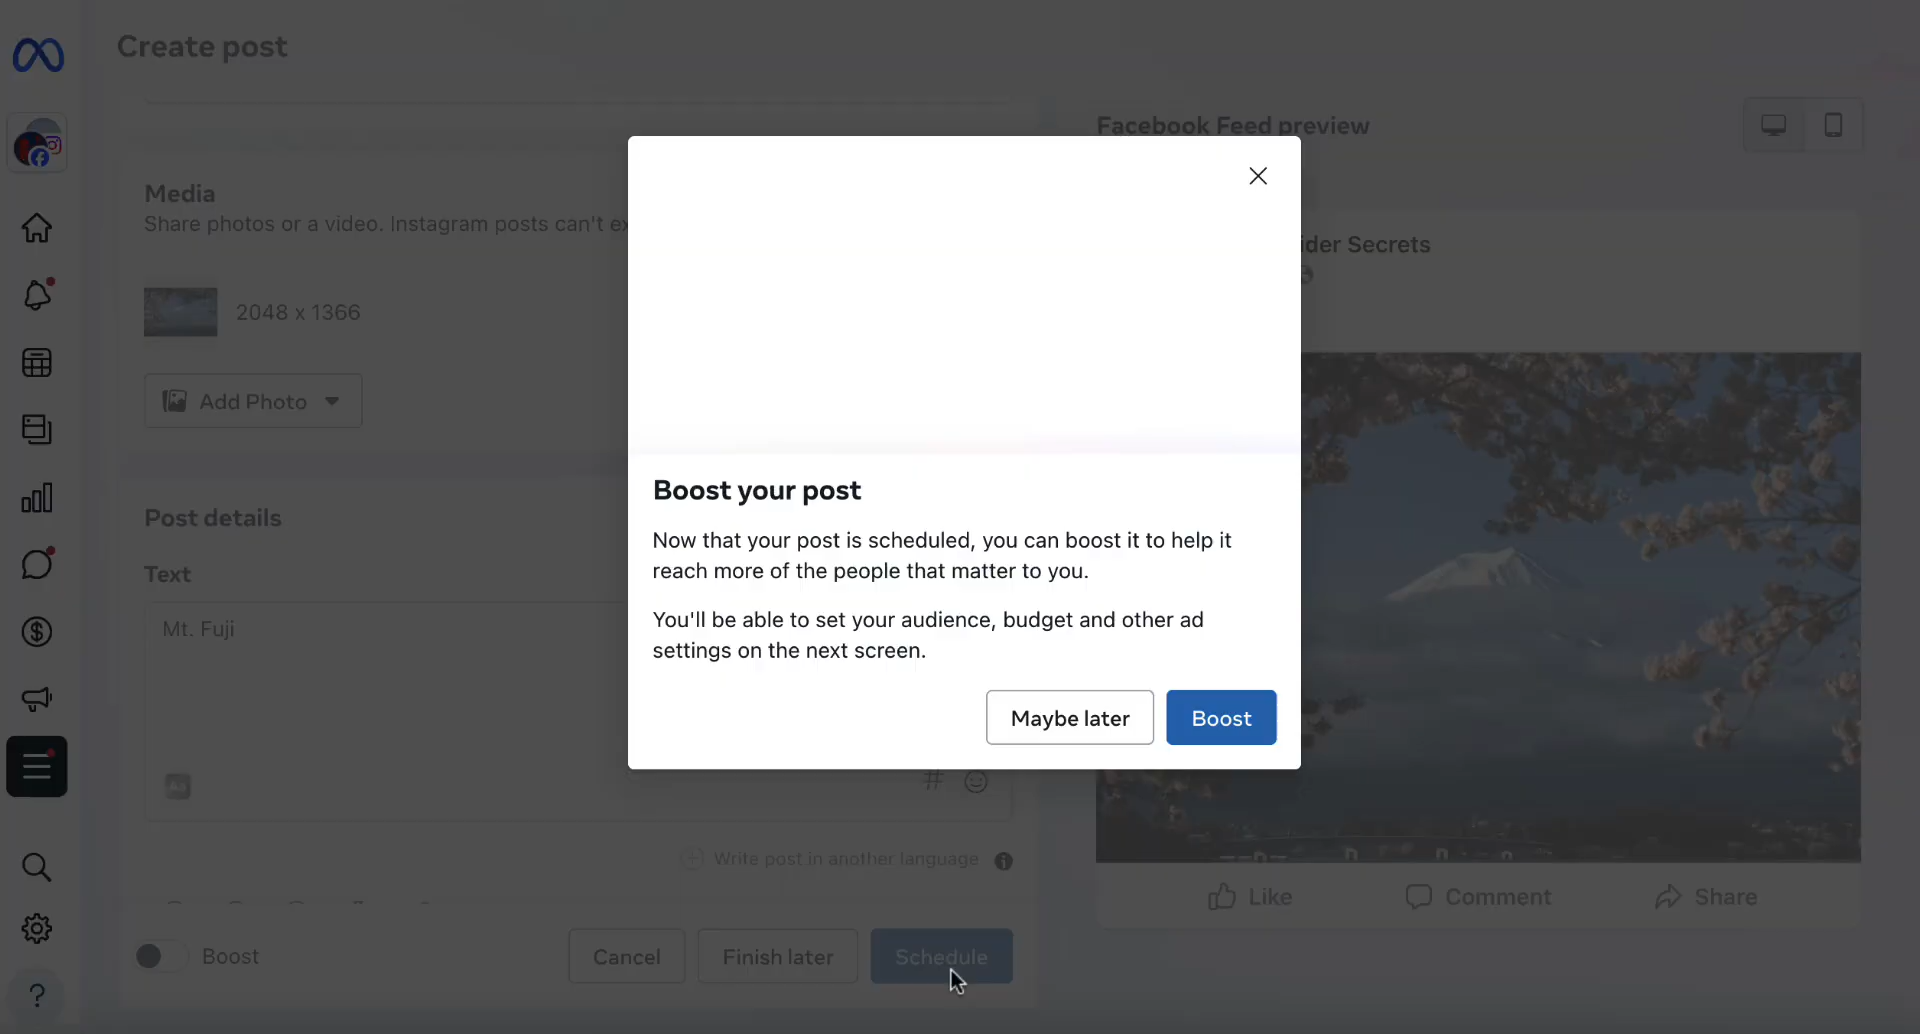 Create post
Facebook Feed preview
Media
Share photos or a video. Instagram posts can't ex
ider Secrets
2048 x 1366
Add Photo
Boost your post
Now that your post is scheduled, you can boost it to help it
reach more of the people that matter to you.
You'll be able to set your audience, budget and other ad
settings on the next screen.
Maybe later
Boost
Post details
Text
Mt. Fuji
#
Write post in another language
Like
Comment
Share
Boost
Cancel
Finish later
Schedule
?